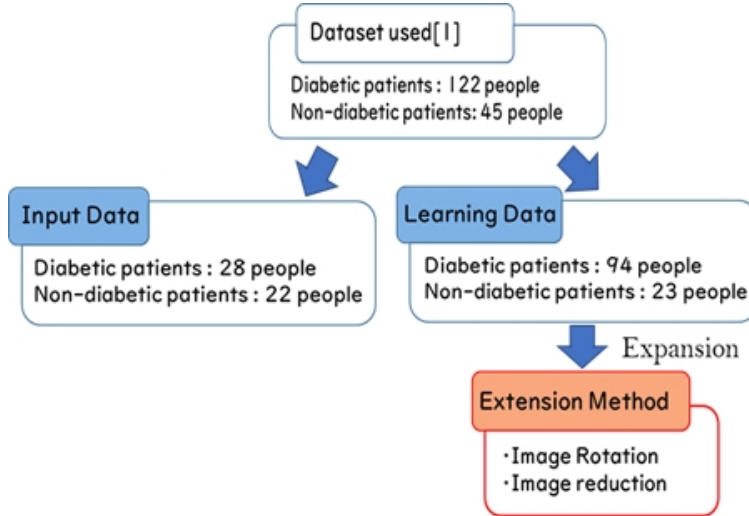 Dataset used[1]
Diabetic patients : 122 people
Non-diabetic patients: 45 people
Input Data
Diabetic patients : 28 people
Non-diabetic patients : 22 people
Learning Data
Diabetic patients : 94 people
Non-diabetic patients : 23 people
Expansion
Extension Method
・Image Rotation
・Image reduction